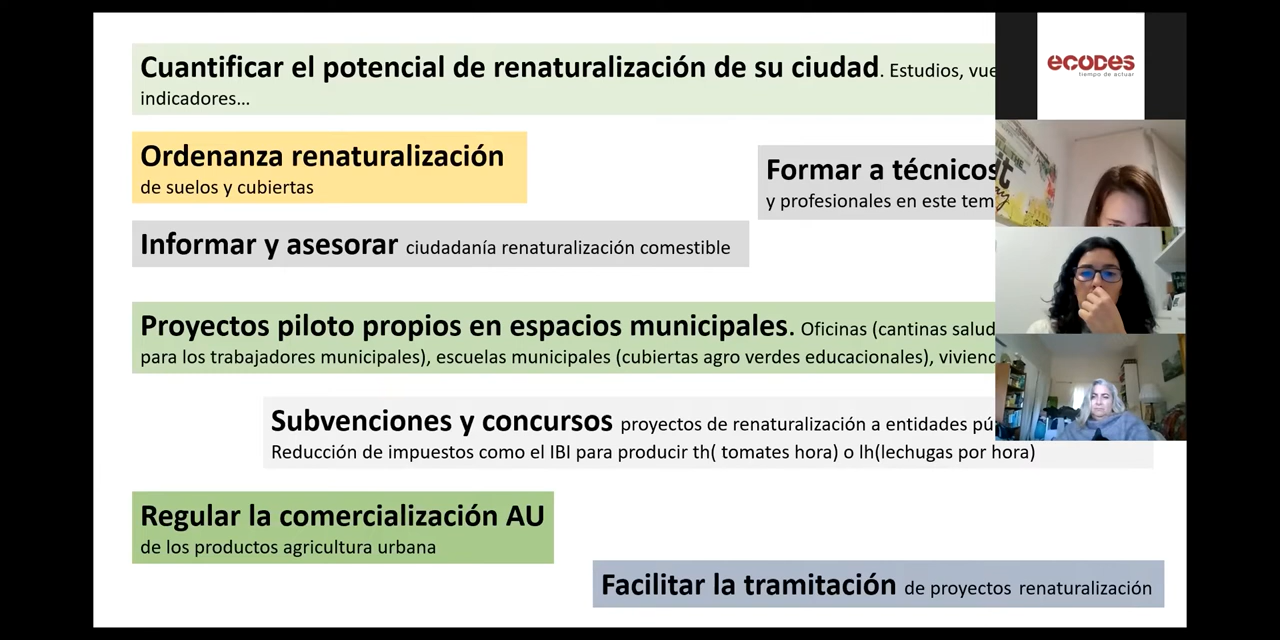 Cuantificar el potencial de renaturalización de su ciudad. Estudios,
indicadores...
Ordenanza renaturalización
de suelos y cubiertas
Formar a técnicos
y profesionales en este
Informar y asesorar ciudadanía renaturalización comestible
Proyectos piloto propios en espacios municipales. Oficinas (cantinas
para los trabajadores municipales), escuelas municipales (cubiertas agro verdes educacionales),
Subvenciones y concursos proyectos de renaturalización a entidades
Reducción de impuestos como el IBI para producir th( tomates hora) o lh(lechugas por hora)
Regular la comercialización AU
de los productos agricultura urbana
Facilitar la tramitación de proyectos renaturalización
ecodes
tiempo de actuar